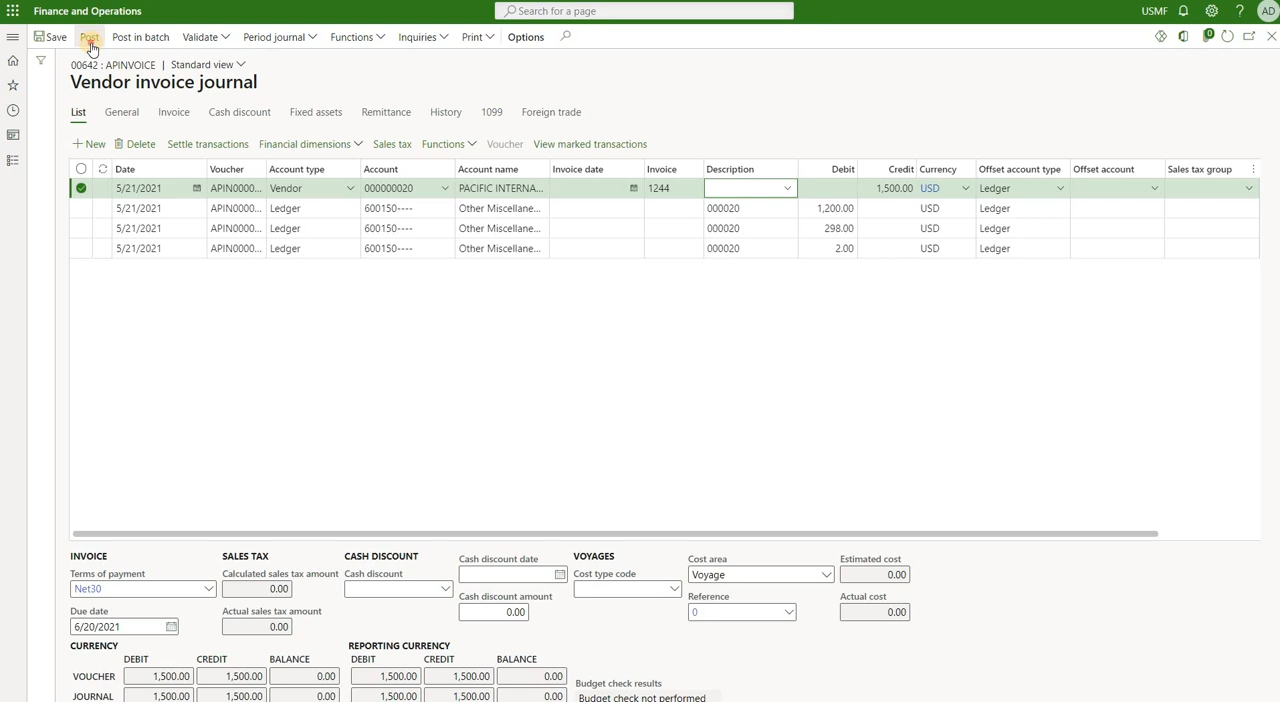 Finance and Operations
Search for a page
USMF
AD
Save Post Post in batch Validate Period journal Functions Inquiries Print Options
0
00642 : APINVOICE | Standard view
Vendor invoice journal
List General Invoice Cash discount Fixed assets Remittance History 1099 Foreign trade
New Delete Settle transactions Financial dimensions Sales tax Functions Voucher View marked transactions
Date Voucher Account type Account Account name Invoice date Invoice Description Debit Credit Currency Offset account type Offset account Sales tax group
5/21/2021 APIN0000... Vendor 000000020 PACIFIC INTERNA... 1244 1,500.00 USD Ledger
5/21/2021 APIN0000... Ledger 600150---- Other Miscellane... 000020 1,200.00 USD Ledger
5/21/2021 APIN0000... Ledger 600150---- Other Miscellane... 000020 298.00 USD Ledger
5/21/2021 APIN0000... Ledger 600150---- Other Miscellane... 000020 2.00 USD Ledger
INVOICE SALES TAX CASH DISCOUNT Cash discount date VOYAGES Cost area Estimated cost
Terms of payment Calculated sales tax amount Cash discount Cost type code Voyage 0.00
Net30 0.00 Cash discount amount Reference Actual cost
Due date Actual sales tax amount 0.00 0 0.00
6/20/2021 0.00
CURRENCY REPORTING CURRENCY
DEBIT CREDIT BALANCE DEBIT CREDIT BALANCE
VOUCHER 1,500.00 1,500.00 0.00 1,500.00 1,500.00 0.00 Budget check results
JOURNAL 1,500.00 1,500.00 0.00 1,500.00 1,500.00 0.00 Budget check not performed